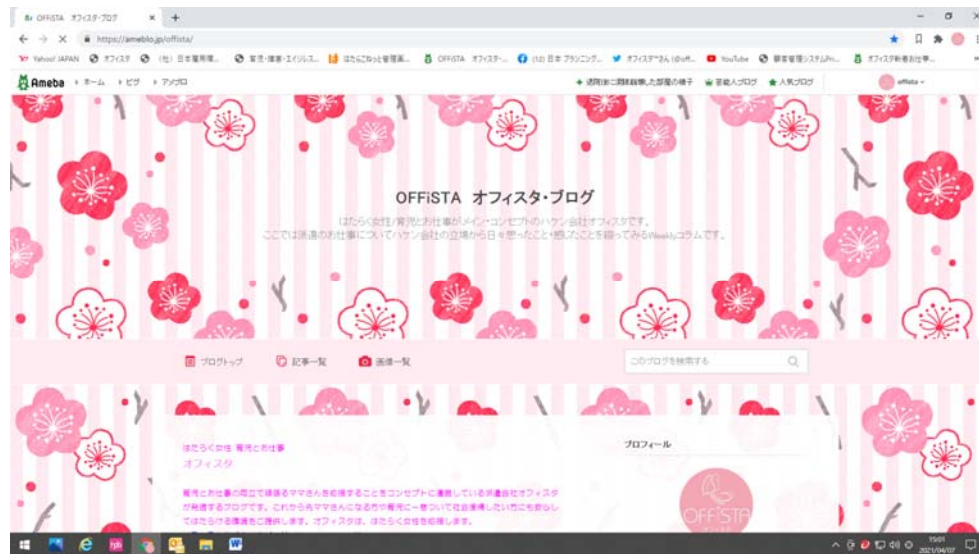 OFFiSTA オフィスタ・ブログ
https://ameblo.jp/offista/
Yahoo! JAPAN
オフィスタ
OFFiSTA オフィスタ-...
YouTube
Ameba
ホーム
ピグ
アメブロ
芸能人ブログ
人気ブログ
offista
OFFiSTA オフィスタ・ブログ
はたらく女性/育児とお仕事がメイン・コンセプトのハケン会社オフィスタです。
ここでは派遣のお仕事についてハケン会社の立場から日々思ったこと・感じたことを綴ってみるWeeklyコラムです。
ブログトップ
記事一覧
画像一覧
このブログを検索する
はたらく女性 育児とお仕事
オフィスタ
プロフィール
育児とお仕事の両立で頑張るママさんを応援することをコンセプトに運営している派遣会社オフィスタ
が発信するブログです。これから先ママさんになる方や育児に一息ついて社会復帰したい方にも安心し
てはたらける環境をご提供します。オフィスタは、はたらく女性を応援します。
OFFiSTA
15:01
2021/04/07